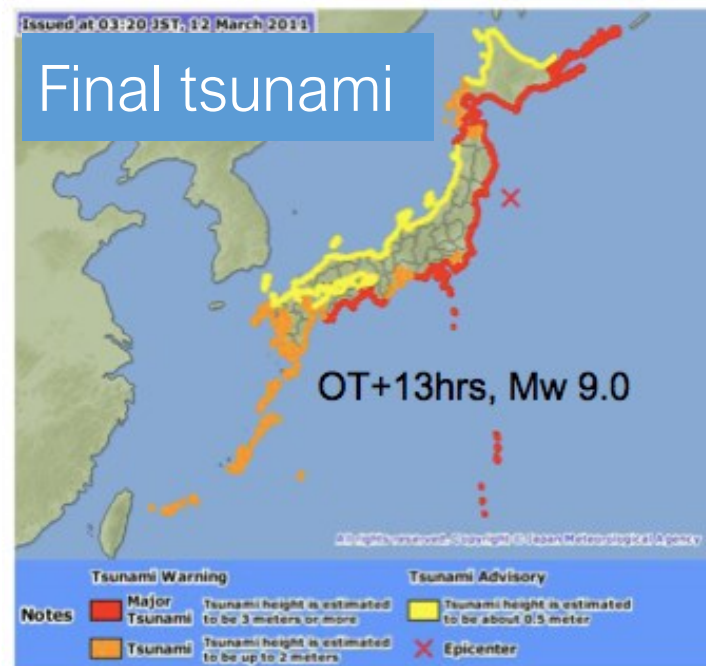 Issued at 03:20 JST, 12 March 2011
Final tsunami
OT+13hrs, Mw 9.0
All rights reserved. Copyright © Japan Meteorological Agency
Tsunami Warning
Tsunami Advisory
Notes
Major Tsunami
Tsunami height is estimated
to be 3 meters or more
Tsunami height is estimated
to be about 0.5 meter
Tsunami
Tsunami height is estimated
to be up to 2 meters
Epicenter